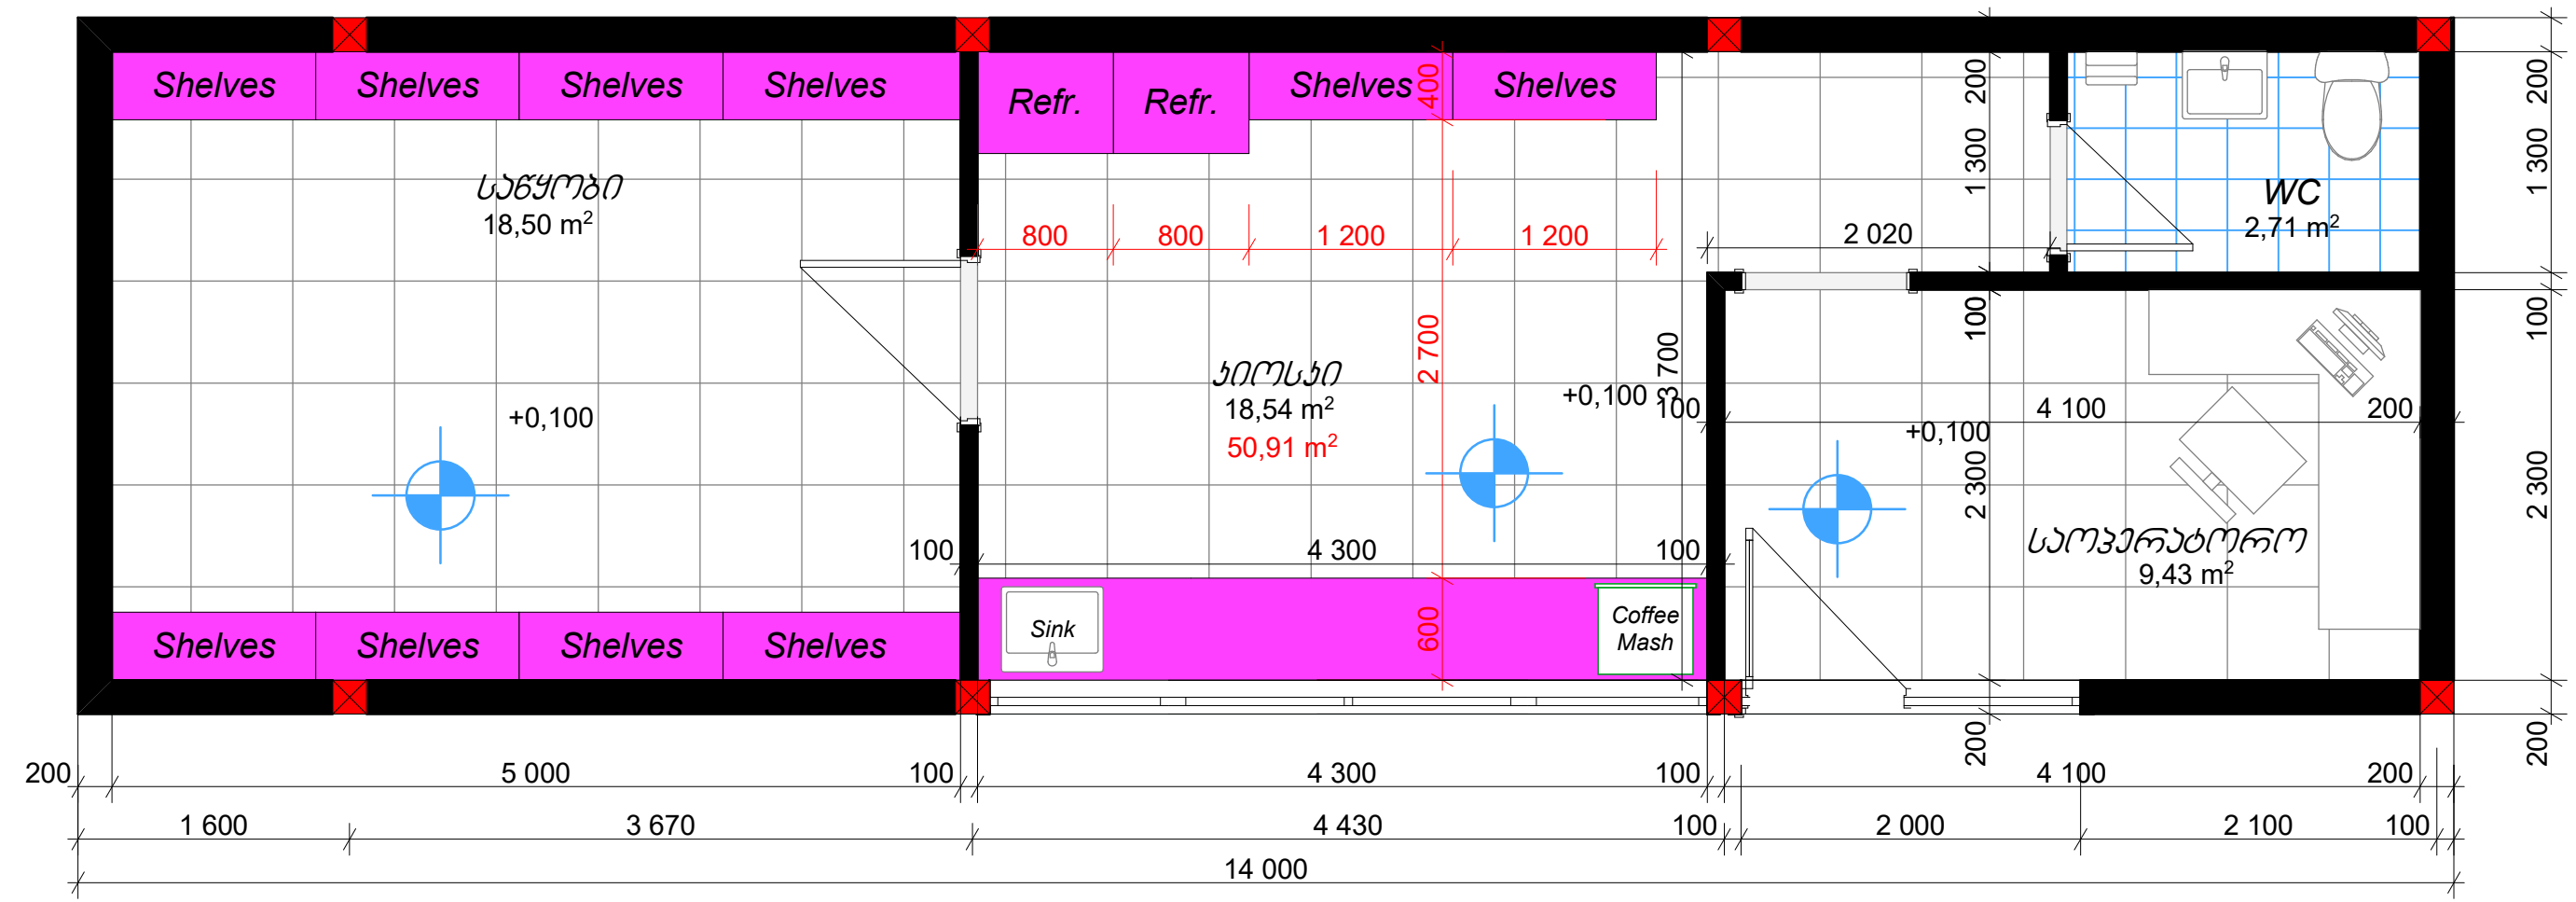 Shelves Shelves Shelves Shelves
Refr. Refr. Shelves Shelves
400
200
200
საწყობი
18,50 m²
1 300
WC
2,71 m²
1 300
800 800 1 200 1 200
2 020
2 700
100
100
კიოსკი
18,54 m²
50,91 m²
3 700
+0,100
+0,100
100
4 100
200
+0,100
2 300
2 300
საოპერატორო
9,43 m²
100
4 300
100
Sink
600
Coffee
Mash
Shelves Shelves Shelves Shelves
200
200
200 5 000 100 4 300 100 4 100 200
1 600 3 670 4 430 100 2 000 2 100 100
14 000